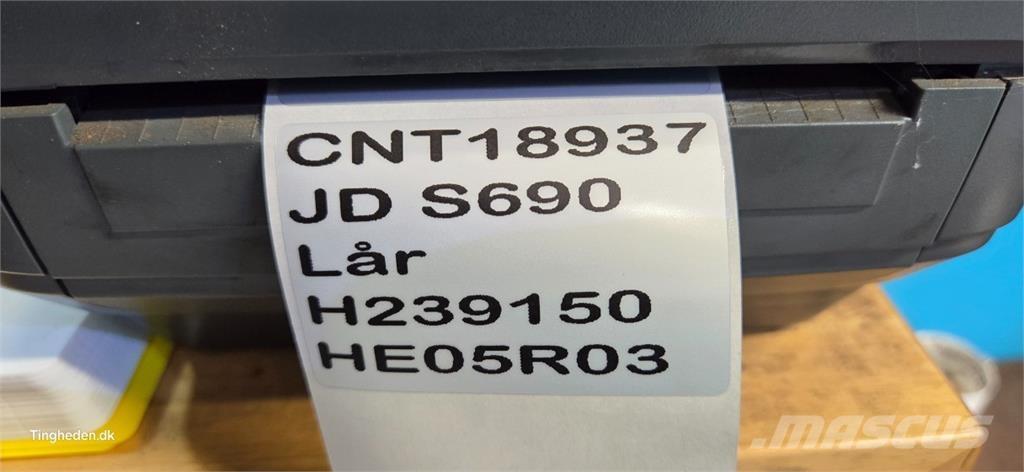 CNT18937
JD S690
Lår
H239150
HE05R03
Tingheden.dk
MASCUS